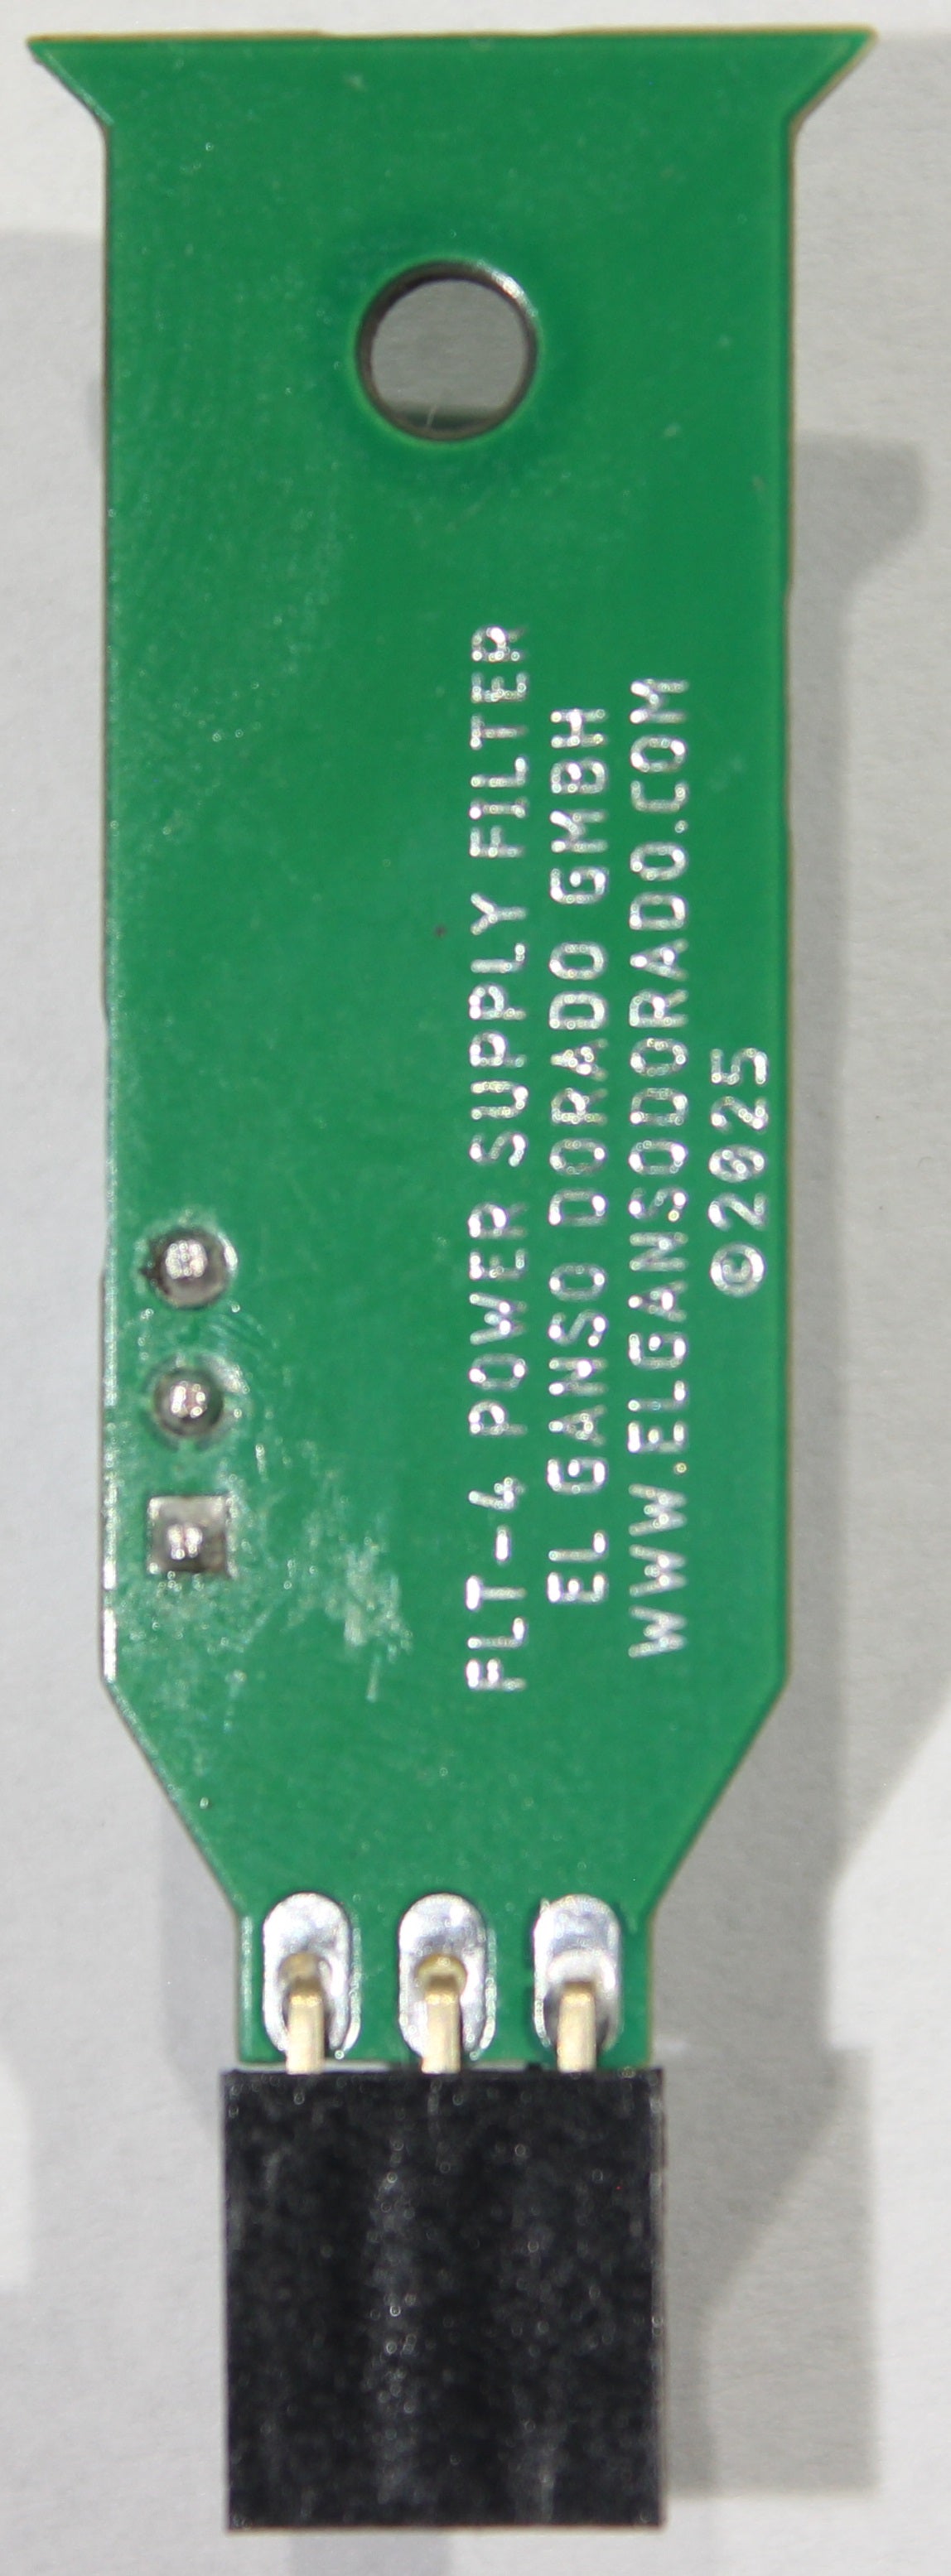 FLT-4 POWER SUPPLY FILTER
EL GANSO DORADO GMBH
WWW.ELGANSODORADO.COM
©2025